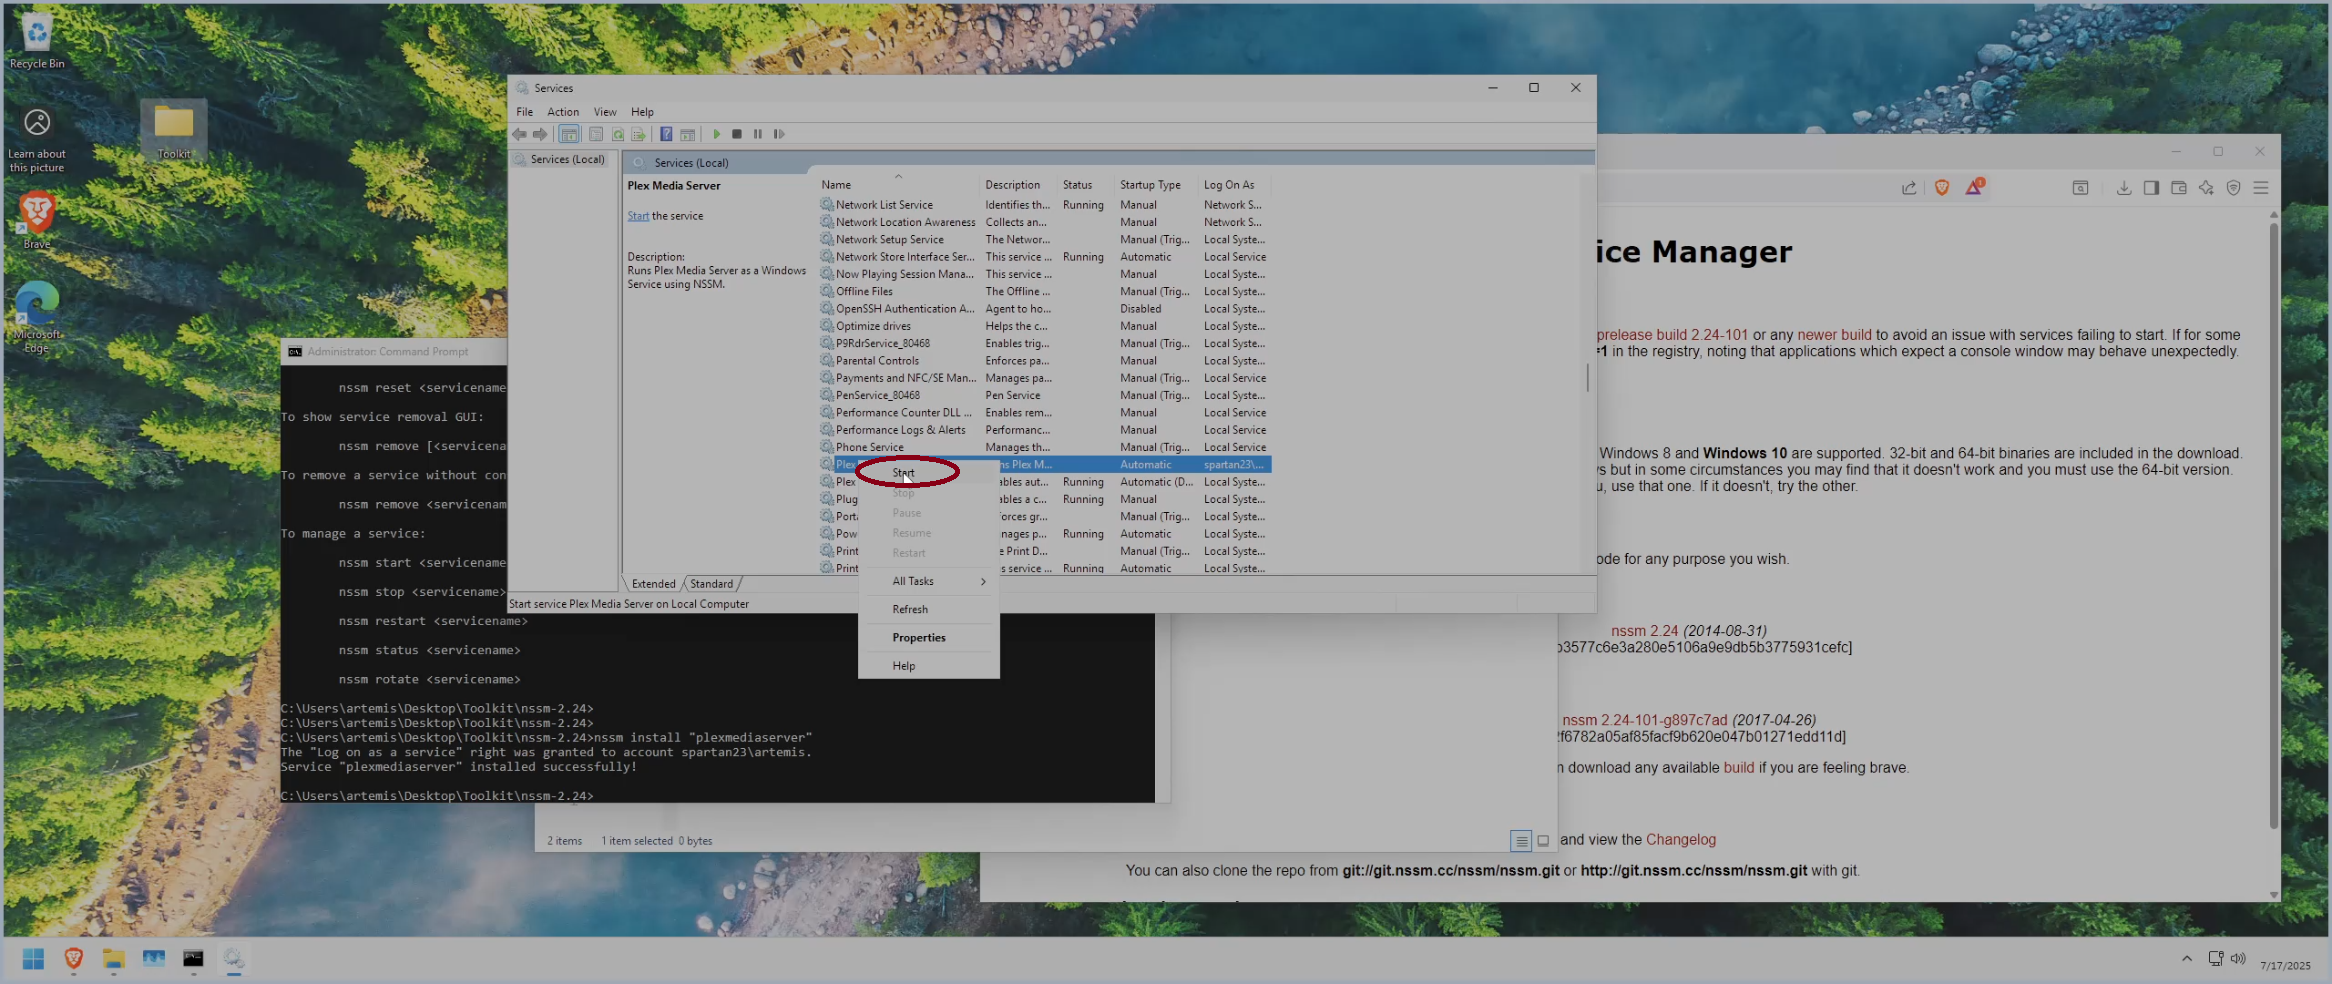 Recycle Bin
Learn about
this picture
Toolkit
Brave
Microsoft
Edge
Services
File Action View Help
Services (Local)
Services (Local)
Plex Media Server
Start the service
Description:
Runs Plex Media Server as a Windows
Service using NSSM.
Name Description Status Startup Type Log On As
Network List Service Identifies th... Running Manual Network S...
Network Location Awareness Collects an... Manual Network S...
Network Setup Service The Networ... Manual (Trig... Local Syste...
Network Store Interface Ser... This service ... Running Automatic Local Service
Now Playing Session Mana... This service ... Manual Local Syste...
Offline Files The Offline ... Manual (Trig... Local Syste...
OpenSSH Authentication A... Agent to ho... Disabled Local Syste...
Optimize drives Helps the c... Manual Local Syste...
P9RdrService_80468 Enables trig... Manual (Trig... Local Syste...
Parental Controls Enforces pa... Manual Local Syste...
Payments and NFC/SE Man... Manages pa... Manual (Trig... Local Service
PenService_80468 Pen Service Manual (Trig... Local Syste...
Performance Counter DLL ... Enables rem... Manual Local Service
Performance Logs & Alerts Performanc... Manual Local Service
Phone Service Manages th... Manual (Trig... Local Service
Plex ns Plex M... Automatic spartan23\...
Plex ables aut... Running Automatic (D... Local Syste...
Plug ables a c... Running Manual Local Syste...
Porta forces gr... Manual (Trig... Local Syste...
Pow nages p... Running Automatic Local Syste...
Print e Print D... Manual (Trig... Local Syste...
Print s service ... Running Automatic Local Syste...
Start
Stop
Pause
Resume
Restart
All Tasks
Refresh
Properties
Help
Extended Standard
Start service Plex Media Server on Local Computer
Administrator: Command Prompt
nssm reset <servicename
To show service removal GUI:
nssm remove [<servicena
To remove a service without con
nssm remove <servicename
To manage a service:
nssm start <servicename
nssm stop <servicename>
nssm restart <servicename>
nssm status <servicename>
nssm rotate <servicename>
C:\Users\artemis\Desktop\Toolkit\nssm-2.24>
C:\Users\artemis\Desktop\Toolkit\nssm-2.24>
C:\Users\artemis\Desktop\Toolkit\nssm-2.24>nssm install "plexmediaserver"
The "Log on as a service" right was granted to account spartan23\artemis.
Service "plexmediaserver" installed successfully!
C:\Users\artemis\Desktop\Toolkit\nssm-2.24>
2 items 1 item selected 0 bytes
ice Manager
prelease build 2.24-101 or any newer build to avoid an issue with services failing to start. If for some
=1 in the registry, noting that applications which expect a console window may behave unexpectedly.
Windows 8 and Windows 10 are supported. 32-bit and 64-bit binaries are included in the download.
s but in some circumstances you may find that it doesn't work and you must use the 64-bit version.
u, use that one. If it doesn't, try the other.
ode for any purpose you wish.
nssm 2.24 (2014-08-31)
b3577c6e3a280e5106a9e9db5b3775931cefc]
nssm 2.24-101-g897c7ad (2017-04-26)
2f6782a05af85facf9b620e047b01271edd11d]
n download any available build if you are feeling brave.
and view the Changelog
You can also clone the repo from git://git.nssm.cc/nssm/nssm.git or http://git.nssm.cc/nssm/nssm.git with git.
7/17/2025